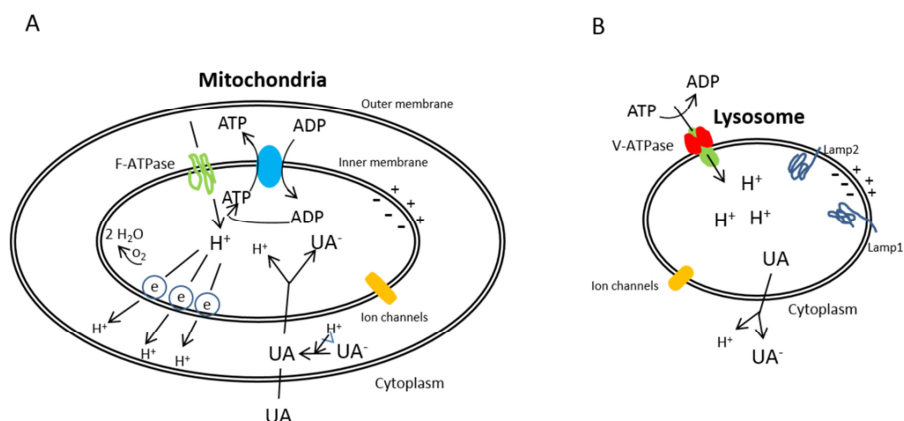 A
Mitochondria
Outer membrane
ATP
ADP
F-ATPase
Inner membrane
ATP
ADP
+
+
+
-
-
-
2 H₂O
O₂
H⁺
H⁺
UA⁻
e
e
e
Ion channels
H⁺
H⁺
H⁺
H⁺
UA
UA⁻
Cytoplasm
UA
B
ADP
ATP
Lysosome
V-ATPase
Lamp2
+
+
+
+
-
-
-
H⁺
H⁺ H⁺
Lamp1
UA
Ion channels
Cytoplasm
H⁺
UA⁻